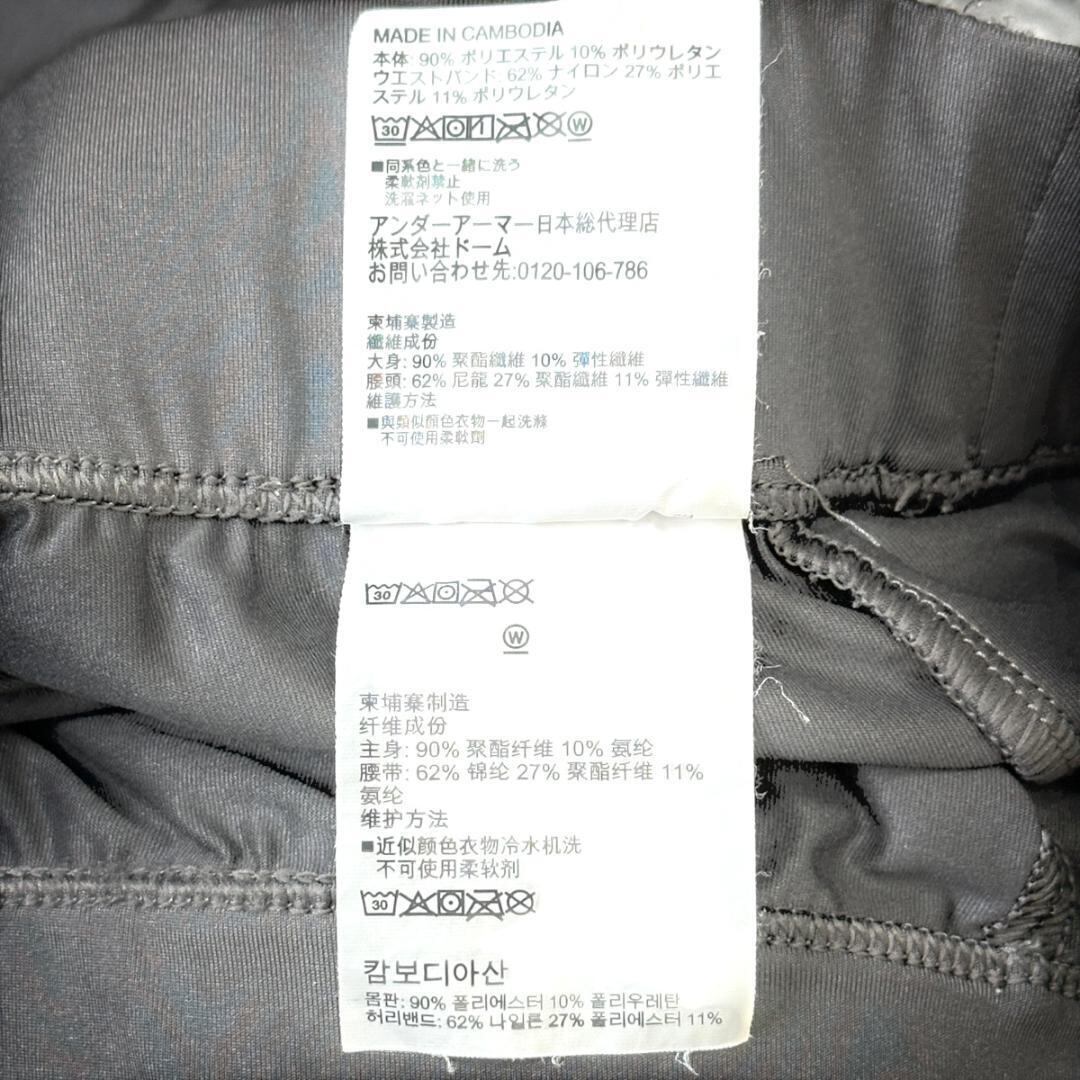 MADE IN CAMBODIA
本体: 90% ポリエステル 10% ポリウレタン
ウエストバンド: 62% ナイロン 27% ポリエ
ステル 11% ポリウレタン
30 W
■同系色と一緒に洗う
柔軟剤禁止
洗濯ネット使用
アンダーアーマー日本総代理店
株式会社ドーム
お問い合わせ先:0120-106-786
柬埔寨製造
纖維成份
大身: 90% 聚酯纖維 10% 彈性纖維
腰頭: 62% 尼龍 27% 聚酯纖維 11% 彈性纖維
維護方法
■與類似顏色衣物一起洗滌
不可使用柔軟劑
30
W
柬埔寨制造
纤维成份
主身: 90% 聚酯纤维 10% 氨纶
腰带: 62% 锦纶 27% 聚酯纤维 11%
氨纶
维护方法
■近似颜色衣物冷水机洗
不可使用柔软剂
30
캄보디아산
몸판: 90% 폴리에스터 10% 폴리우레탄
허리밴드: 62% 나일론 27% 폴리에스터 11%